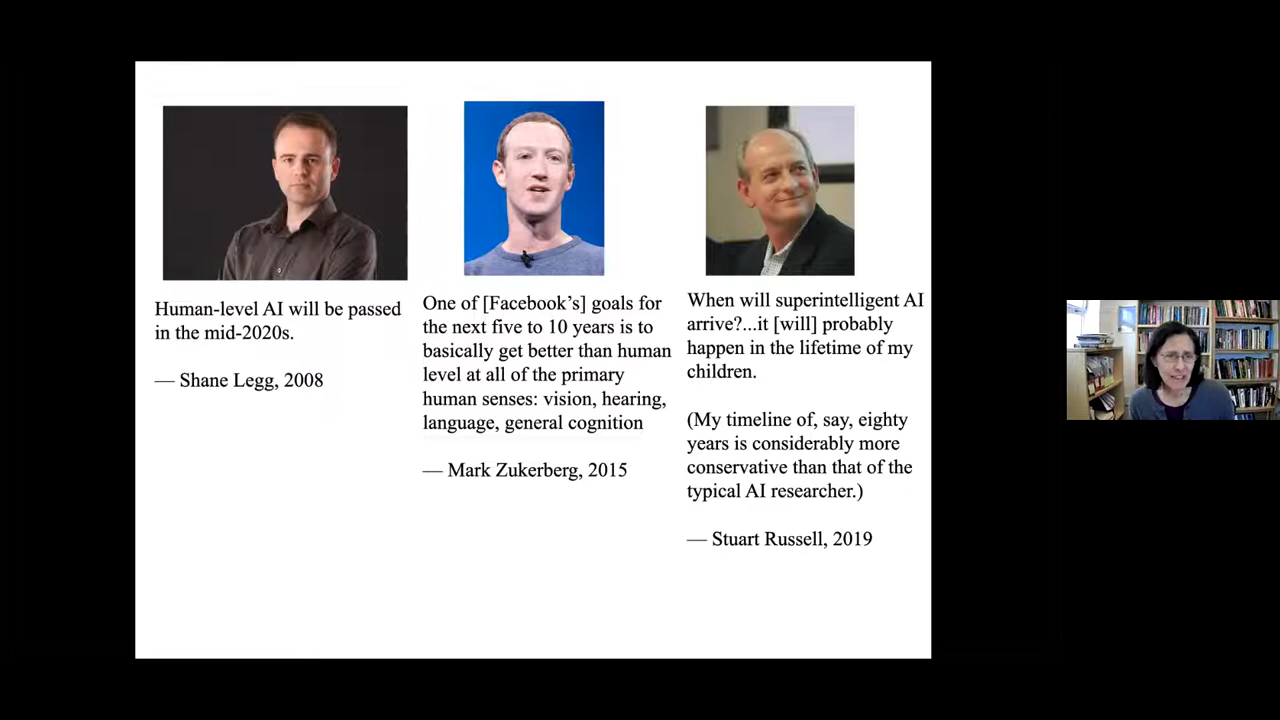 Human-level AI will be passed
in the mid-2020s.
— Shane Legg, 2008
One of [Facebook’s] goals for
the next five to 10 years is to
basically get better than human
level at all of the primary
human senses: vision, hearing,
language, general cognition
— Mark Zukerberg, 2015
When will superintelligent AI
arrive?...it [will] probably
happen in the lifetime of my
children.
(My timeline of, say, eighty
years is considerably more
conservative than that of the
typical AI researcher.)
— Stuart Russell, 2019